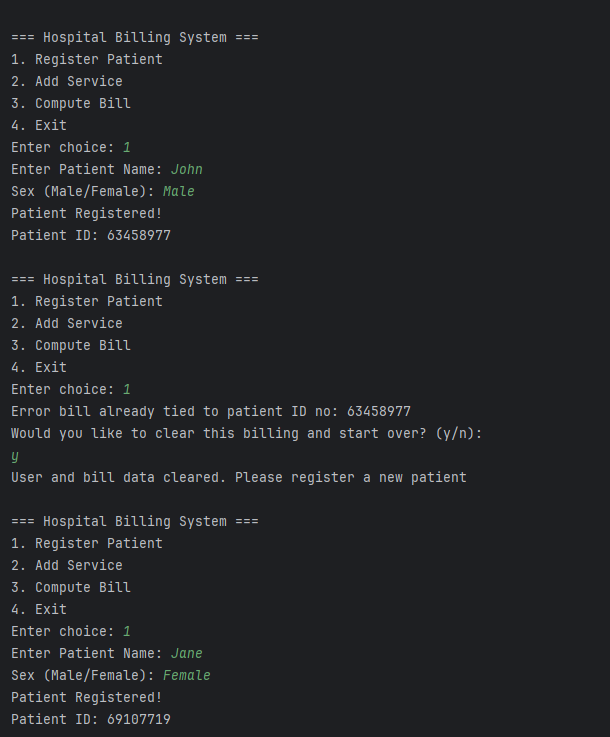 === Hospital Billing System ===
1. Register Patient
2. Add Service
3. Compute Bill
4. Exit
Enter choice: 1
Enter Patient Name: John
Sex (Male/Female): Male
Patient Registered!
Patient ID: 63458977
=== Hospital Billing System ===
1. Register Patient
2. Add Service
3. Compute Bill
4. Exit
Enter choice: 1
Error bill already tied to patient ID no: 63458977
Would you like to clear this billing and start over? (y/n):
y
User and bill data cleared. Please register a new patient
=== Hospital Billing System ===
1. Register Patient
2. Add Service
3. Compute Bill
4. Exit
Enter choice: 1
Enter Patient Name: Jane
Sex (Male/Female): Female
Patient Registered!
Patient ID: 69107719